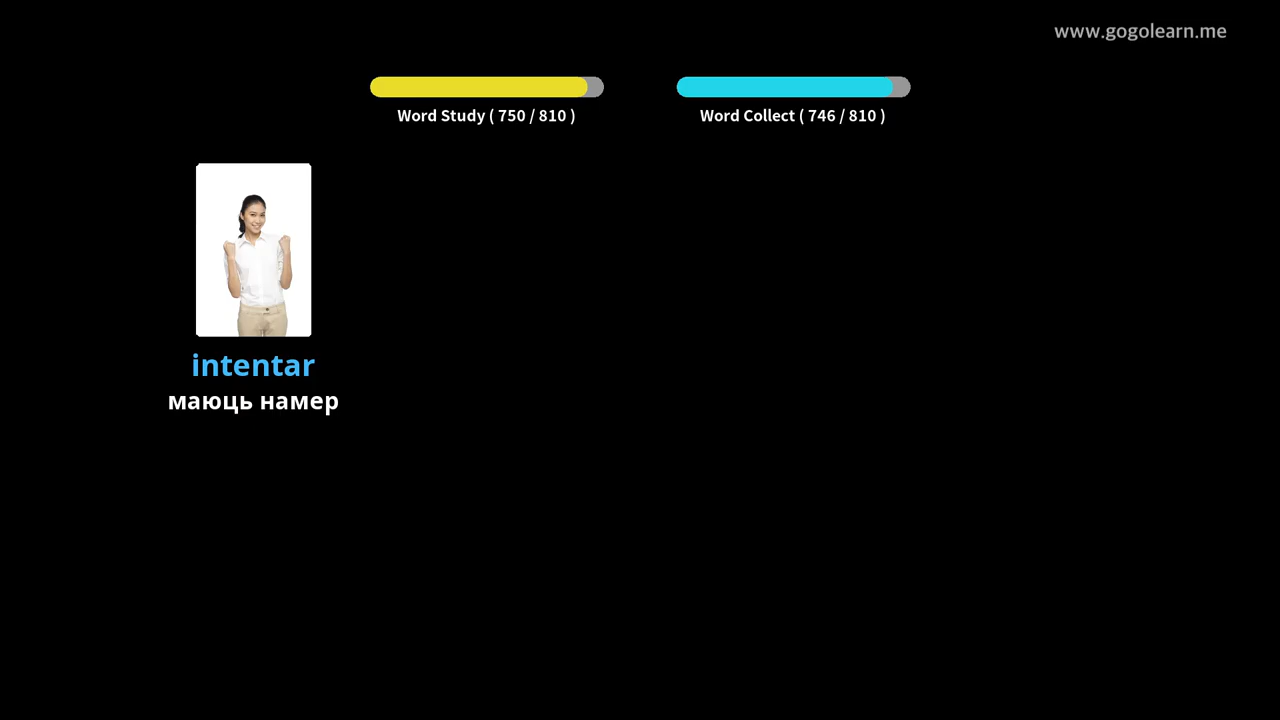 www.gogolearn.me
Word Study ( 750 / 810 )
Word Collect ( 746 / 810 )
intentar
маюць намер